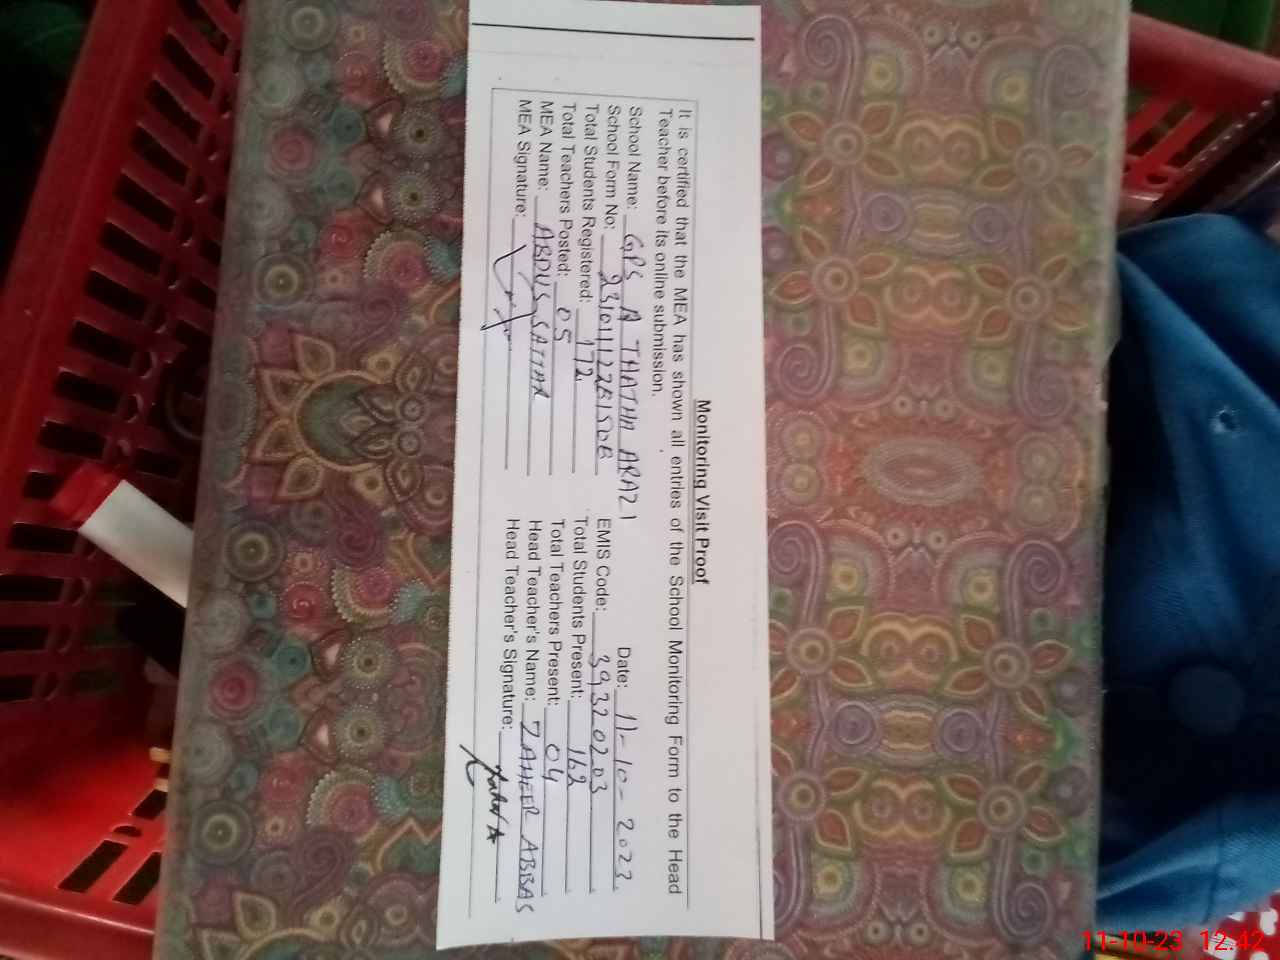 Monitoring Visit Proof
It is certified that the MEA has shown all entries of the School Monitoring Form to the Head
Teacher before its online submission.
School Name: GPS A THATHA ARAZI Date: 11-10-2023.
School Form No: EMIS Code: 39320203
Total Students Registered: 172 Total Students Present: 162
Total Teachers Posted: 05 Total Teachers Present: 04
MEA Name: ABDUS SATTAR Head Teacher's Name: ZAHEER ABBAS
MEA Signature: Head Teacher's Signature:
11-10-23 12:42